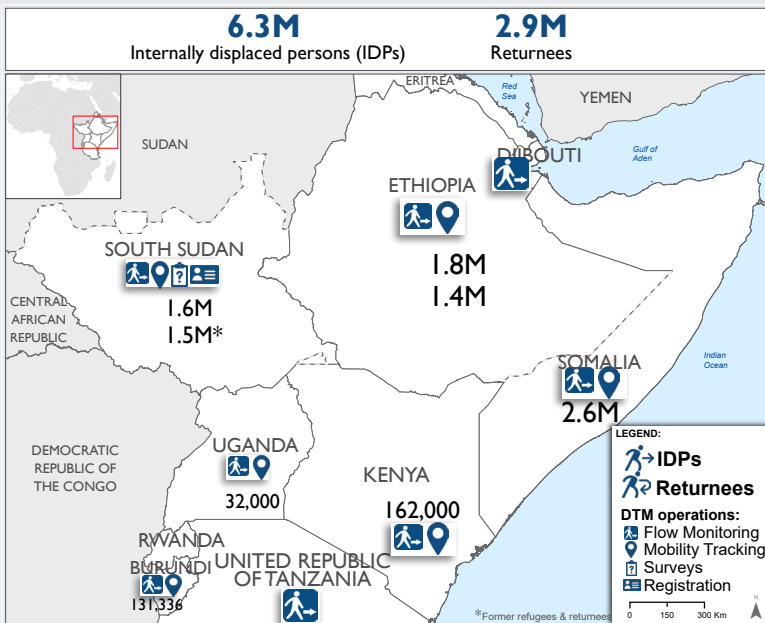 6.3M
Internally displaced persons (IDPs)
2.9M
Returnees
ERITREA
Red
Sea
YEMEN
SUDAN
Gulf of
Aden
DJIBOUTI
ETHIOPIA
1.8M
1.4M
SOUTH SUDAN
1.6M
1.5M*
CENTRAL
AFRICAN
REPUBLIC
Indian
Ocean
SOMALIA
2.6M
DEMOCRATIC
REPUBLIC OF
THE CONGO
UGANDA
32,000
KENYA
162,000
RWANDA
BURUNDI
131,336
UNITED REPUBLIC
OF TANZANIA
LEGEND:
IDPs
Returnees
DTM operations:
Flow Monitoring
Mobility Tracking
Surveys
Registration
0 150 300 Km
N
*Former refugees & returnees